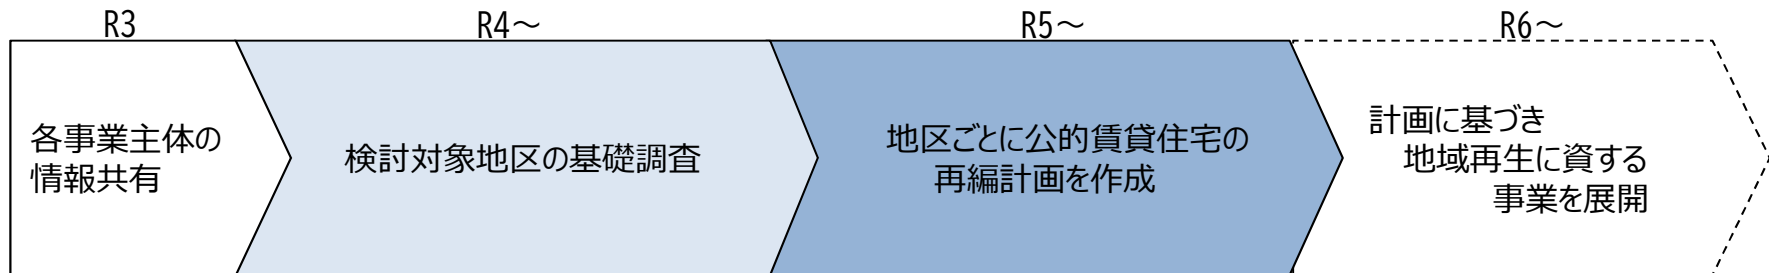 R3
R4～
R5～
R6～
各事業主体の
情報共有
検討対象地区の基礎調査
地区ごとに公的賃貸住宅の
再編計画を作成
計画に基づき
地域再生に資する
事業を展開